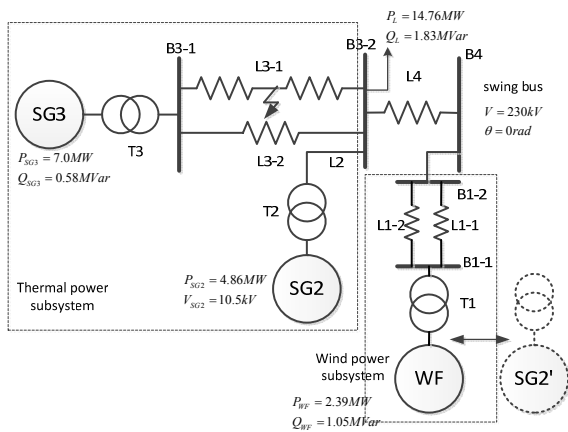 P_L = 14.76MW
Q_L = 1.83MVar
B3-1
B3-2
B4
L3-1
L4
swing bus
V = 230kV
θ = 0rad
SG3
T3
L3-2
L2
P_SG3 = 7.0MW
Q_SG3 = 0.58MVar
T2
B1-2
L1-2
L1-1
B1-1
P_SG2 = 4.86MW
V_SG2 = 10.5kV
SG2
T1
Thermal power
subsystem
Wind power
subsystem
WF
SG2'
P_WF = 2.39MW
Q_WF = 1.05MVar